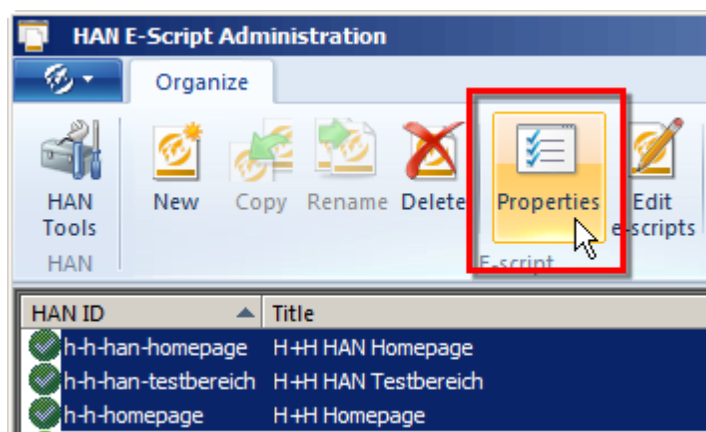 HAN E-Script Administration
Organize
HAN Tools
New
Copy
Rename
Delete
Properties
Edit e-scripts
HAN
E-script
HAN ID Title
h-h-han-homepage H+H HAN Homepage
h-h-han-testbereich H+H HAN Testbereich
h-h-homepage H+H Homepage